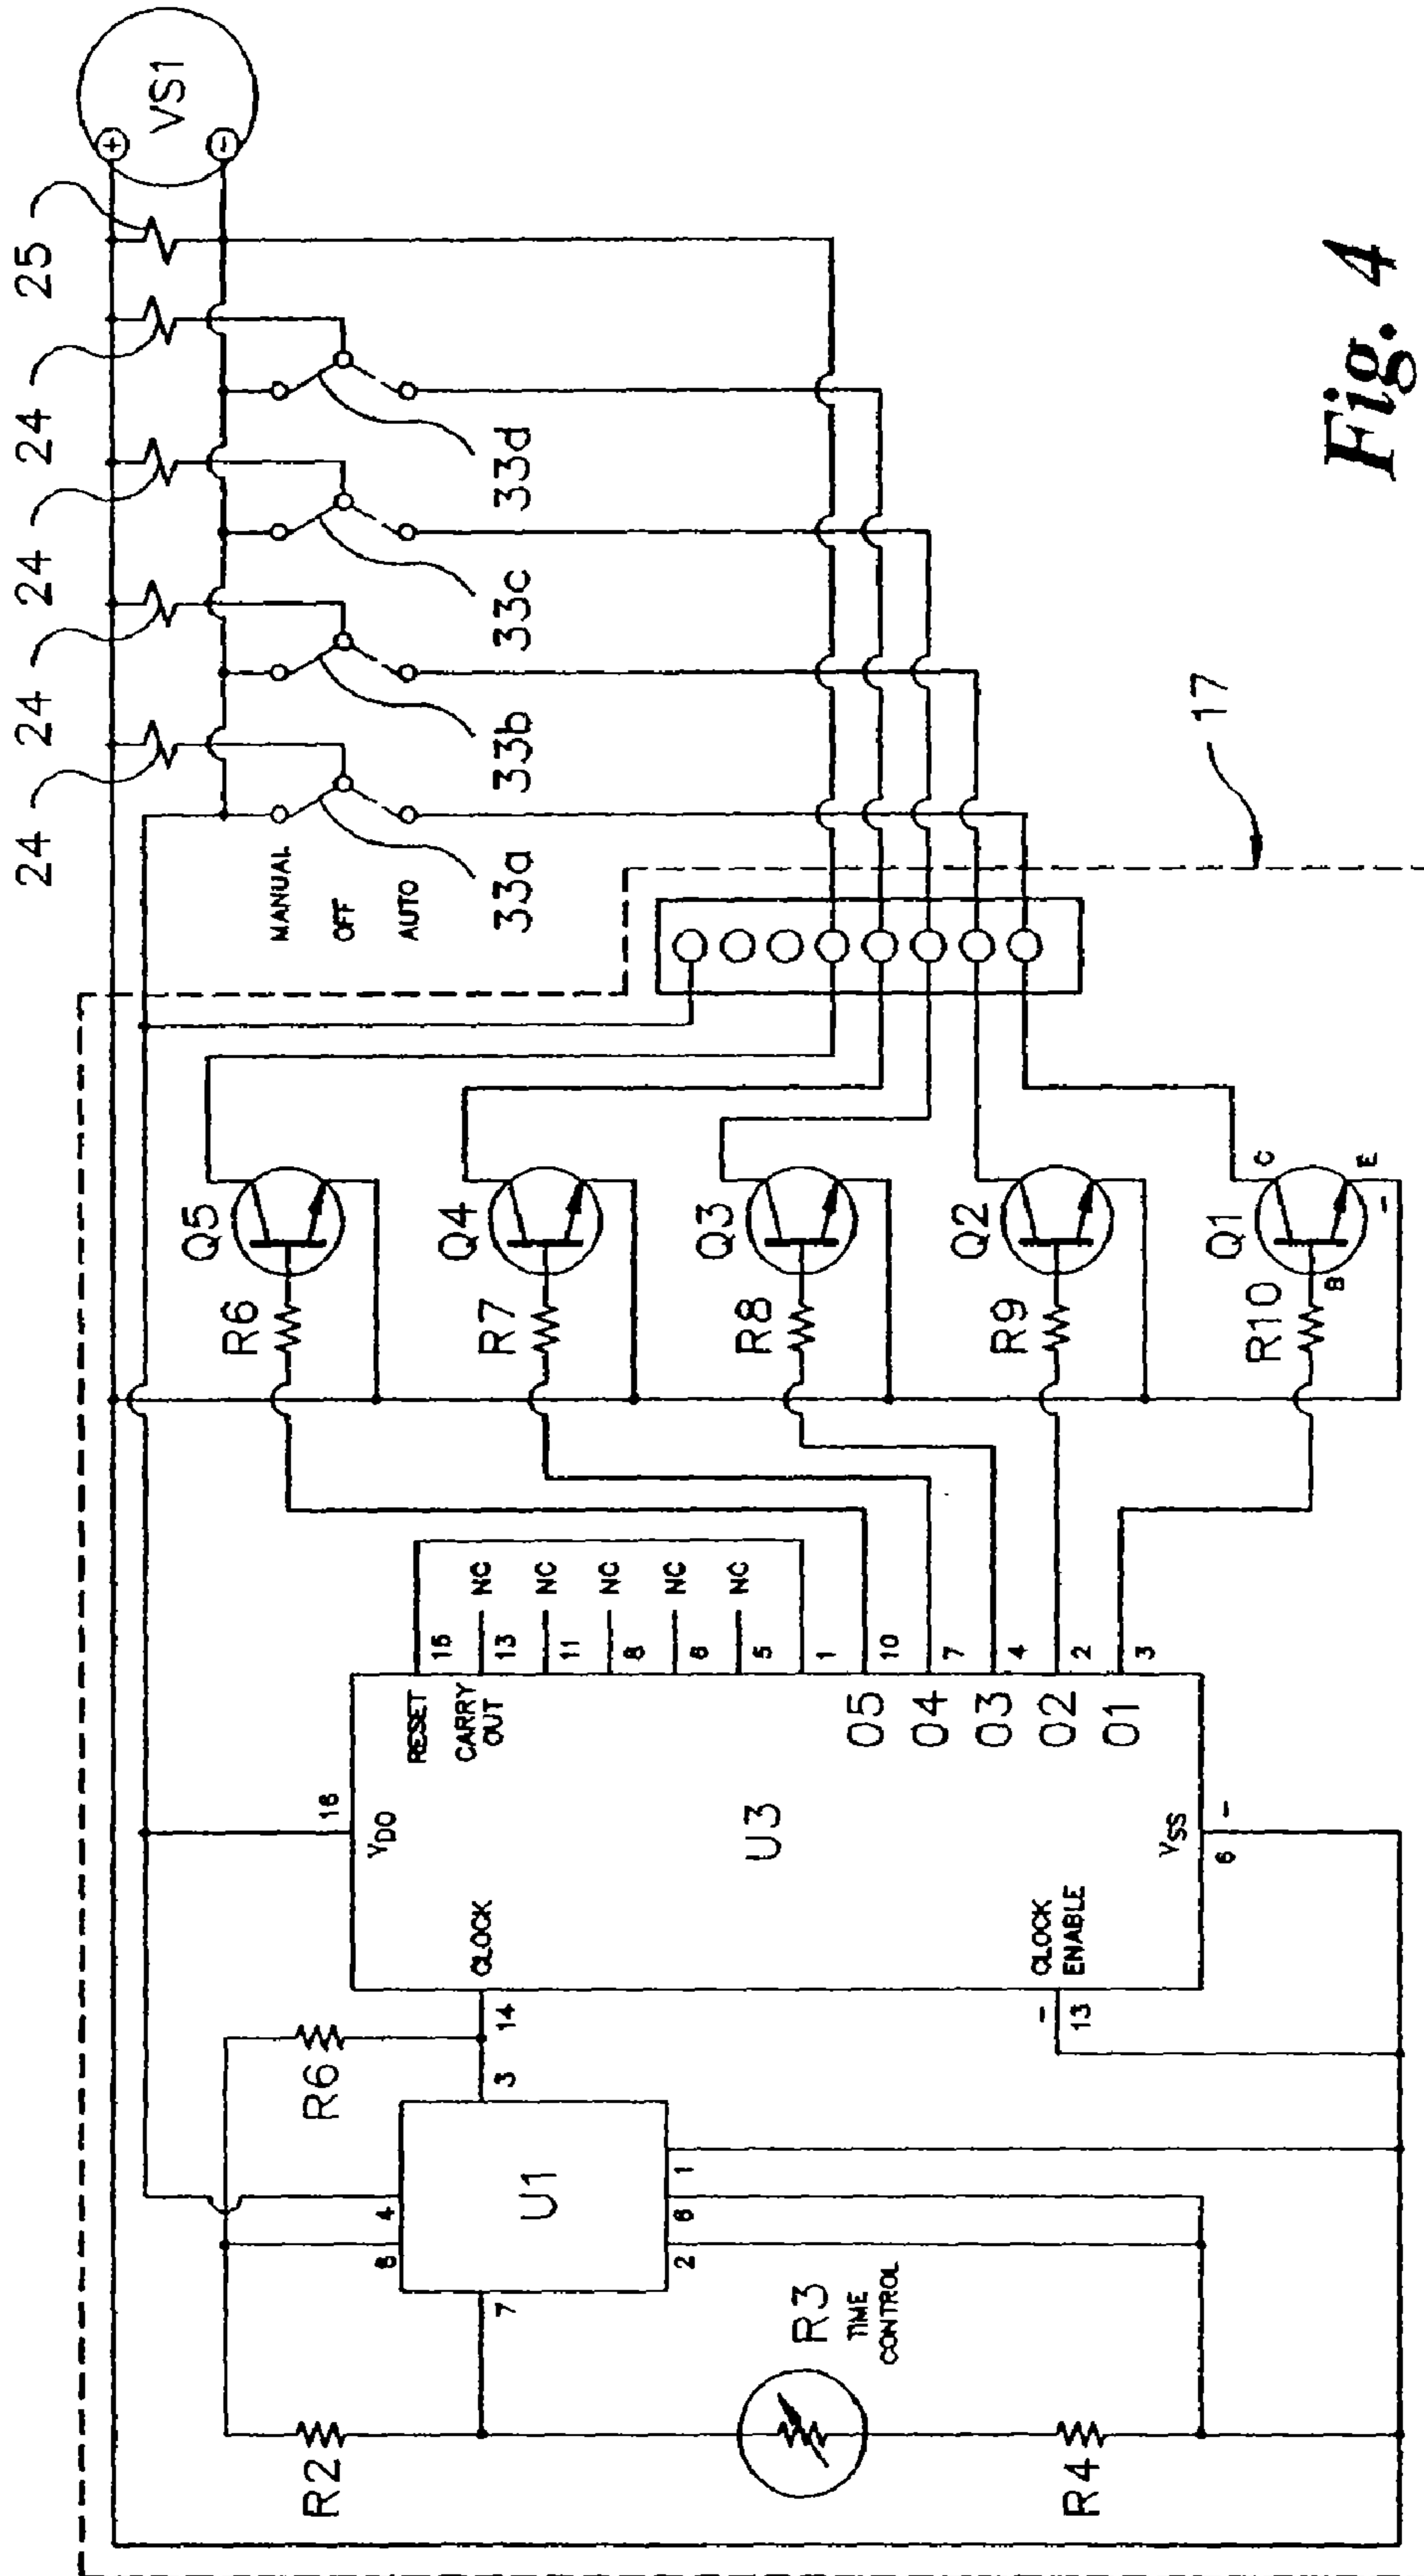 VS1
+
-
25
24
24
24
24
33d
33c
33b
33a
MANUAL
OFF
AUTO
17
Q5
Q4
Q3
Q2
Q1
C
B
E
-
R6
R7
R8
R9
R10
NC
NC
NC
NC
NC
15
13
11
8
6
5
1
10
7
4
2
3
RESET
CARRY
OUT
O5
O4
O3
O2
O1
16
VDD
U3
VSS
6
-
CLOCK
CLOCK
ENABLE
14
-
13
R6
3
U1
4
8
7
1
6
2
R2
R3
TIME
CONTROL
R4
Fig. 4